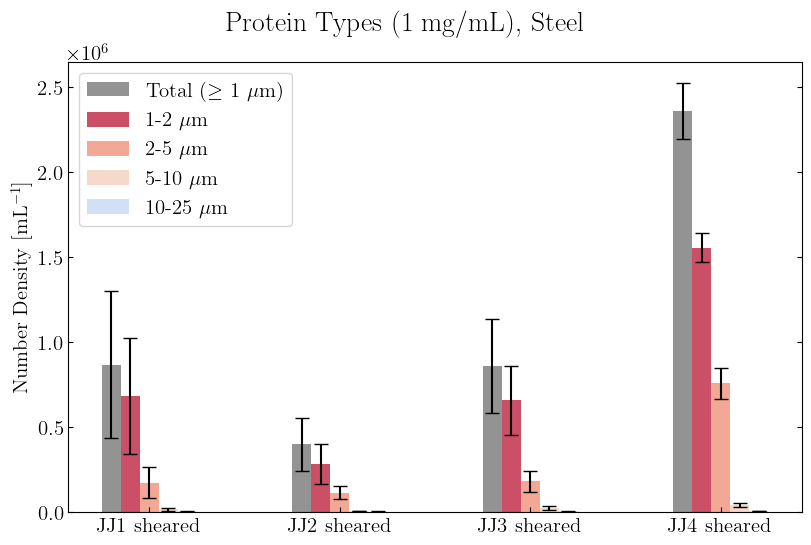 Protein Types (1 mg/mL), Steel
×10⁶
2.5
2.0
1.5
1.0
0.5
0.0
Number Density [mL⁻¹]
Total (≥ 1 μm)
1-2 μm
2-5 μm
5-10 μm
10-25 μm
JJ1 sheared
JJ2 sheared
JJ3 sheared
JJ4 sheared